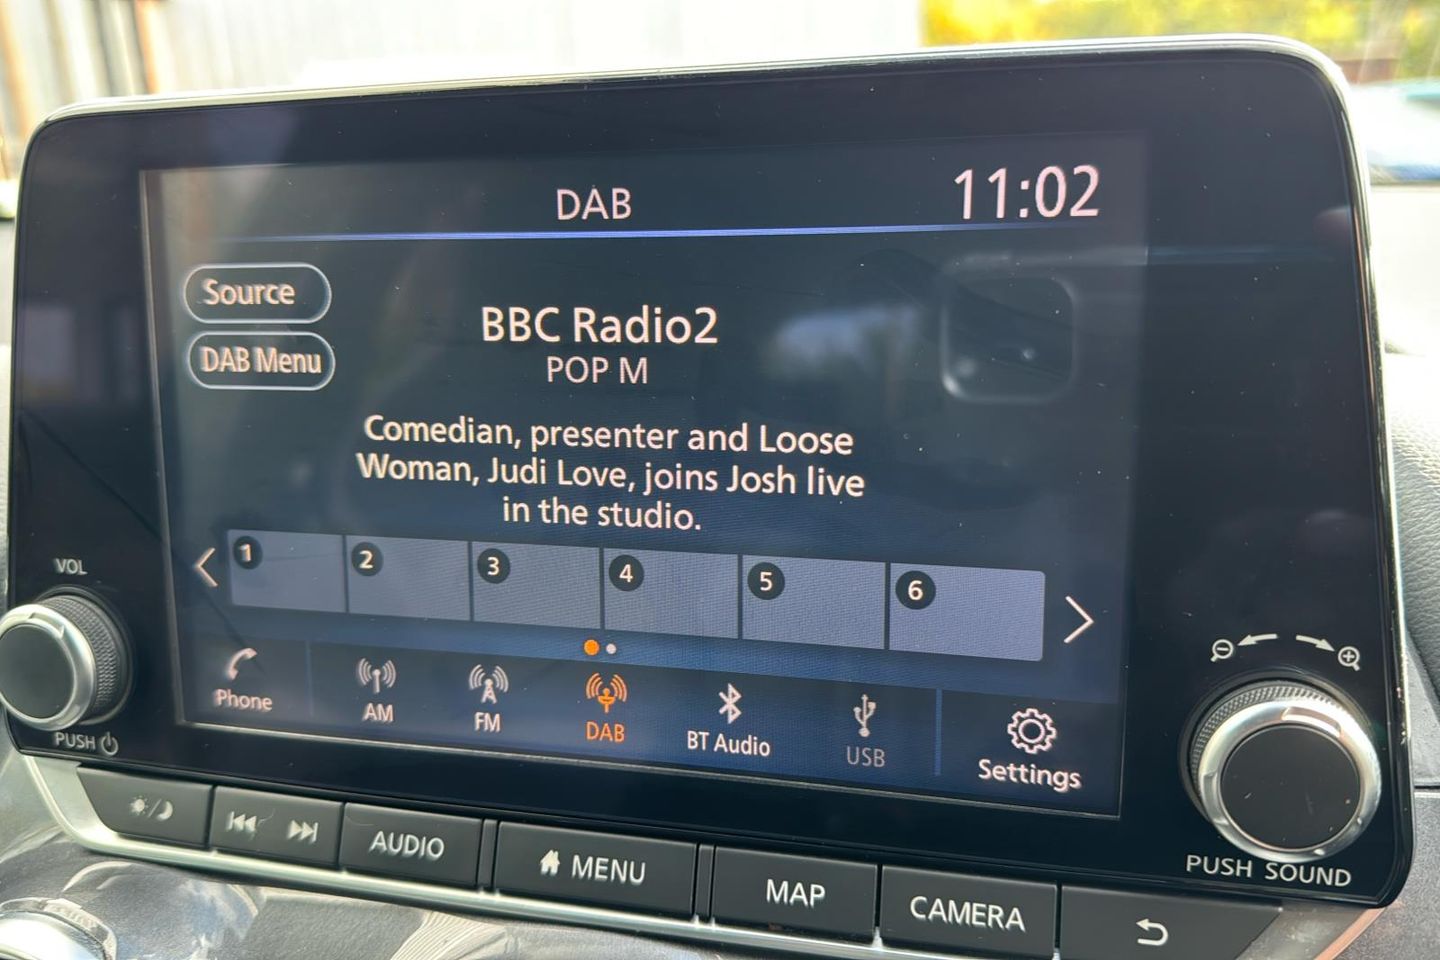 DAB
11:02
Source
DAB Menu
BBC Radio2
POP M
Comedian, presenter and Loose
Woman, Judi Love, joins Josh live
in the studio.
1 2 3 4 5 6
Phone
AM
FM
DAB
BT Audio
USB
Settings
VOL
PUSH
PUSH SOUND
AUDIO
MENU
MAP
CAMERA